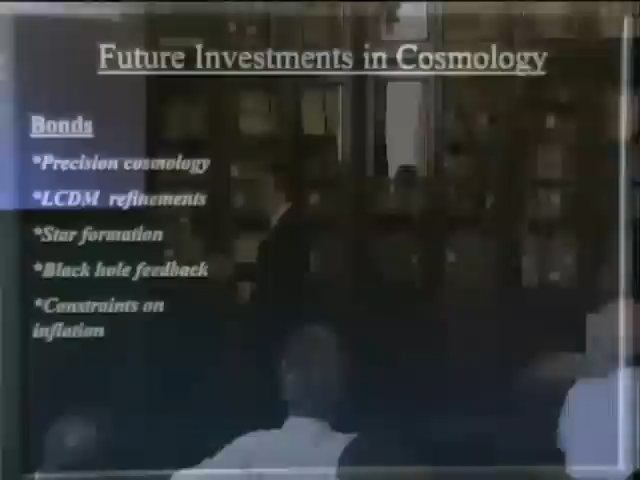 Future Investments in Cosmology
Bonds
*Precision cosmology
*LCDM refinements
*Star formation
*Black hole feedback
*Constraints on
inflation